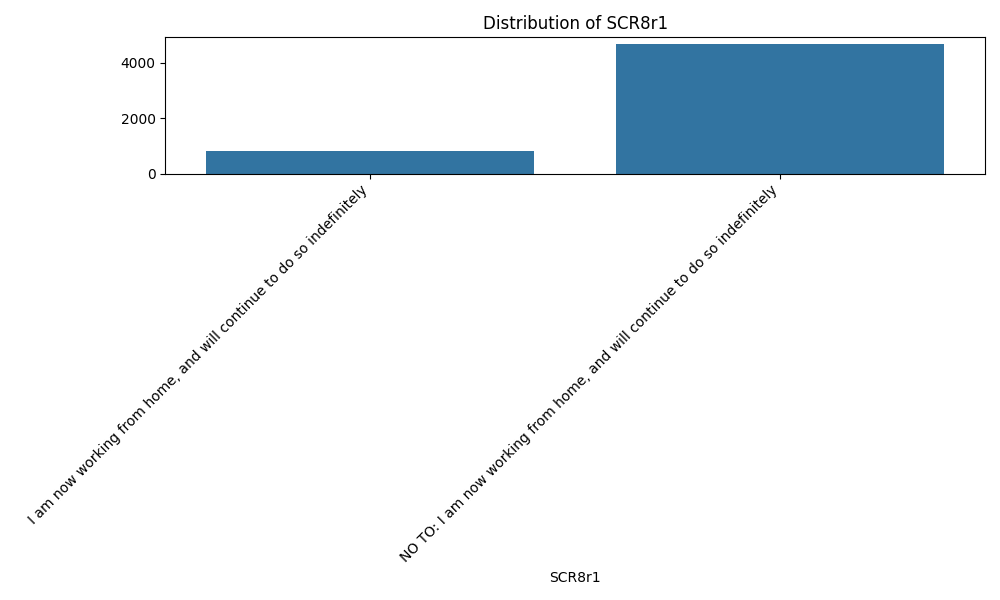 Distribution of SCR8r1
4000
2000
0
I am now working from home, and will continue to do so indefinitely
NO TO: I am now working from home, and will continue to do so indefinitely
SCR8r1